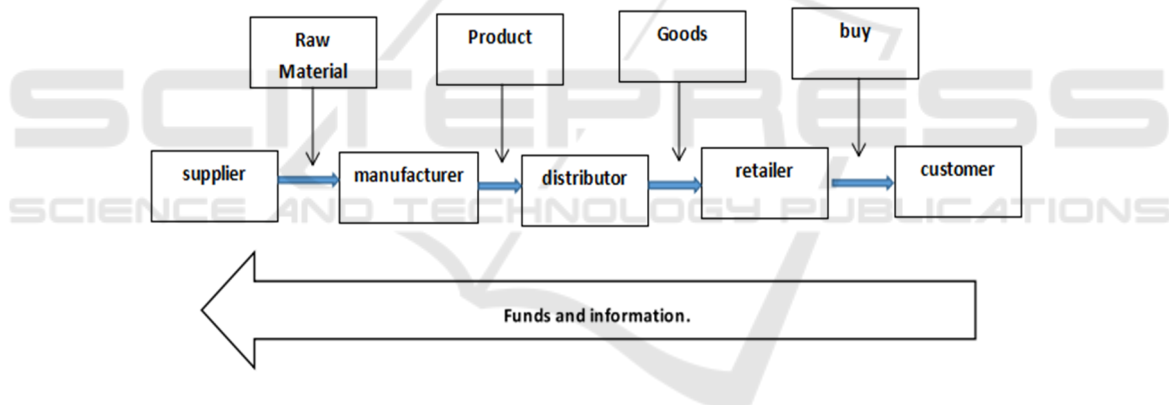 Raw
Material
Product
Goods
buy
supplier
manufacturer
distributor
retailer
customer
Funds and information.
SCITEPRESS
SCIENCE AND TECHNOLOGY PUBLICATIONS